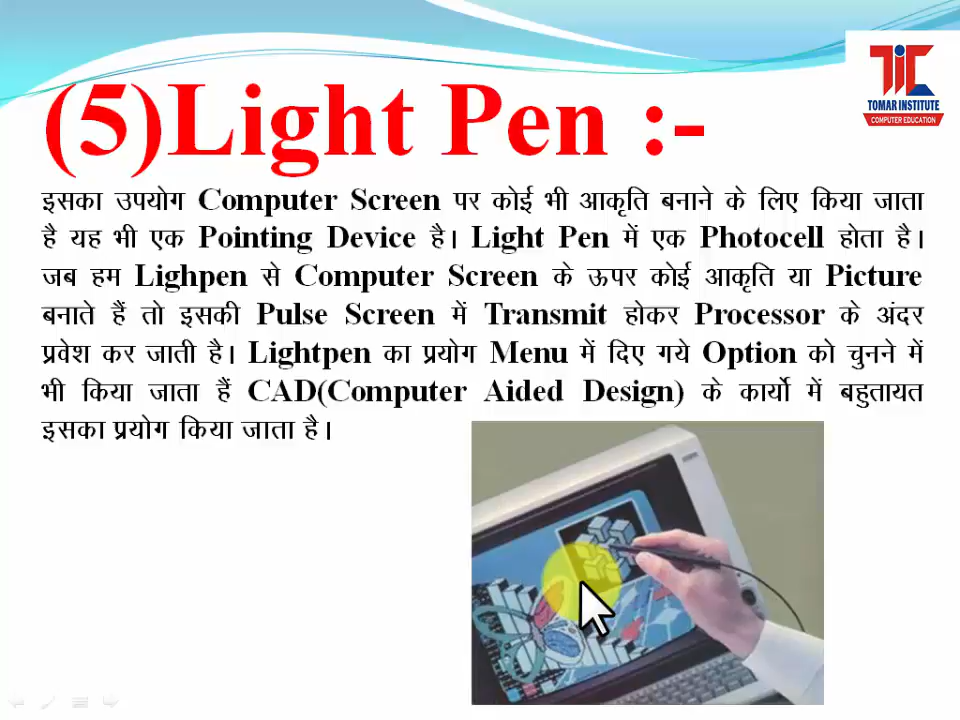 (5)Light Pen :-
TiC
TOMAR INSTITUTE
COMPUTER EDUCATION
इसका उपयोग Computer Screen पर कोई भी आकृति बनाने के लिए किया जाता
है यह भी एक Pointing Device है। Light Pen में एक Photocell होता है।
जब हम Lighpen से Computer Screen के ऊपर कोई आकृति या Picture
बनाते हैं तो इसकी Pulse Screen में Transmit होकर Processor के अंदर
प्रवेश कर जाती है। Lightpen का प्रयोग Menu में दिए गये Option को चुनने में
भी किया जाता हैं CAD(Computer Aided Design) के कार्यो में बहुतायत
इसका प्रयोग किया जाता है।